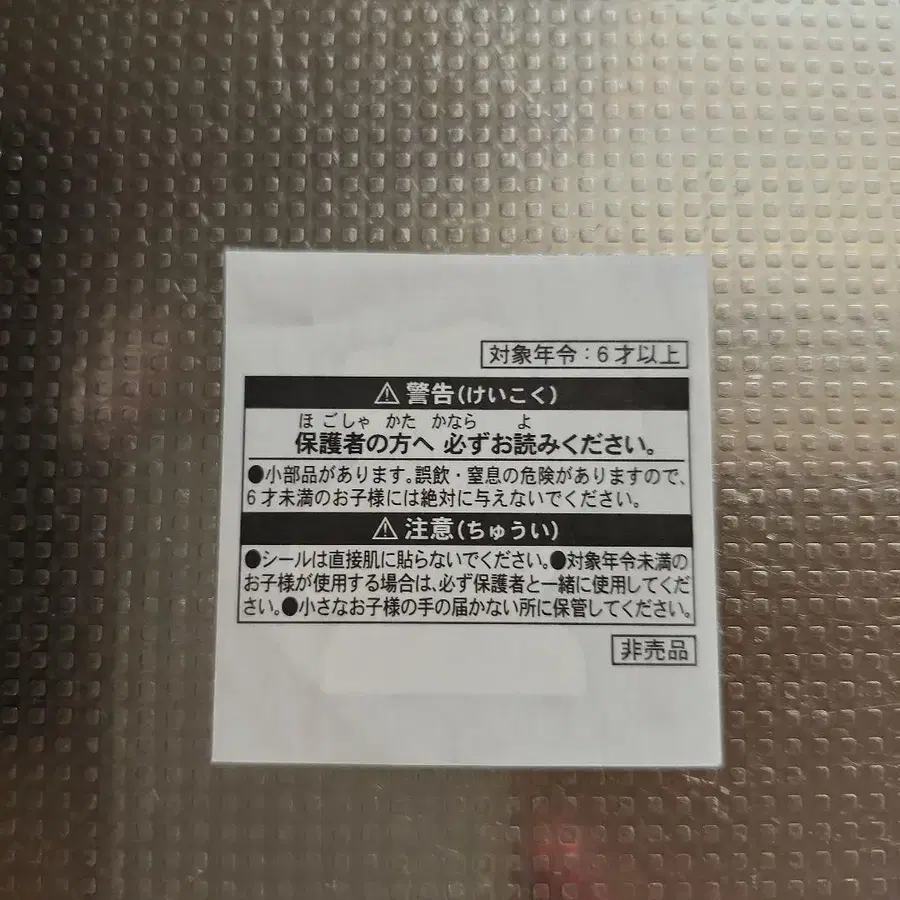 対象年令：6才以上
⚠警告(けいこく)
ほごしゃ かた かなら よ
保護者の方へ 必ずお読みください。
●小部品があります。誤飲・窒息の危険がありますので、
6才未満のお子様には絶対に与えないでください。
⚠注意(ちゅうい)
●シールは直接肌に貼らないでください。●対象年令未満の
お子様が使用する場合は、必ず保護者と一緒に使用してくだ
さい。●小さなお子様の手の届かない所に保管してください。
非売品